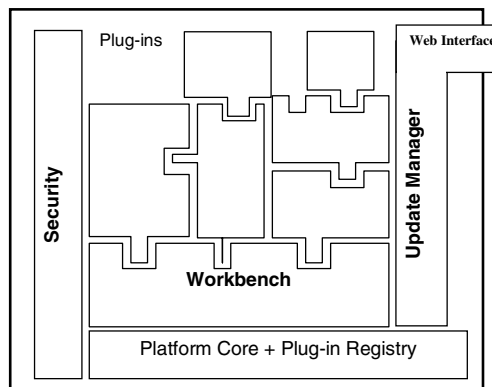 Plug-ins
Web Interface
Security
Update Manager
Workbench
Platform Core + Plug-in Registry